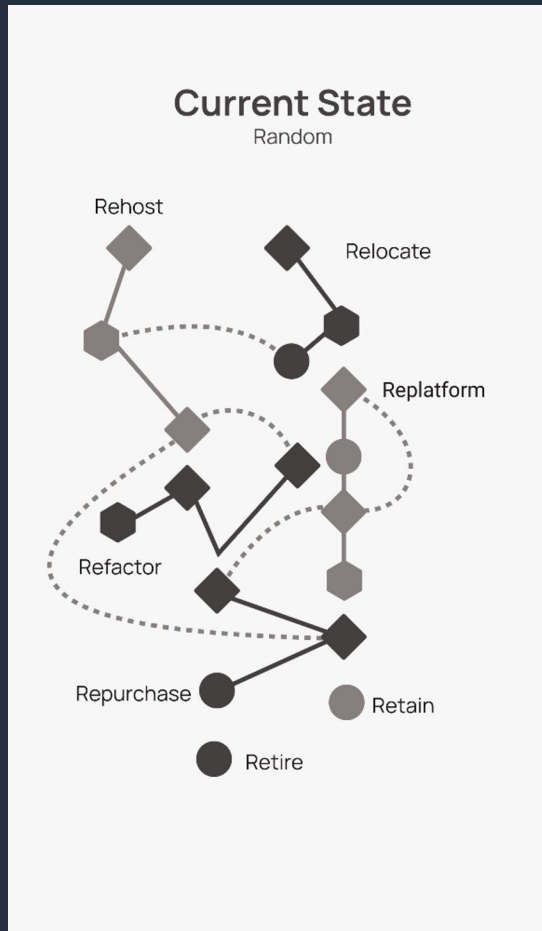 Current State
Random
Rehost
Relocate
Replatform
Refactor
Repurchase
Retain
Retire